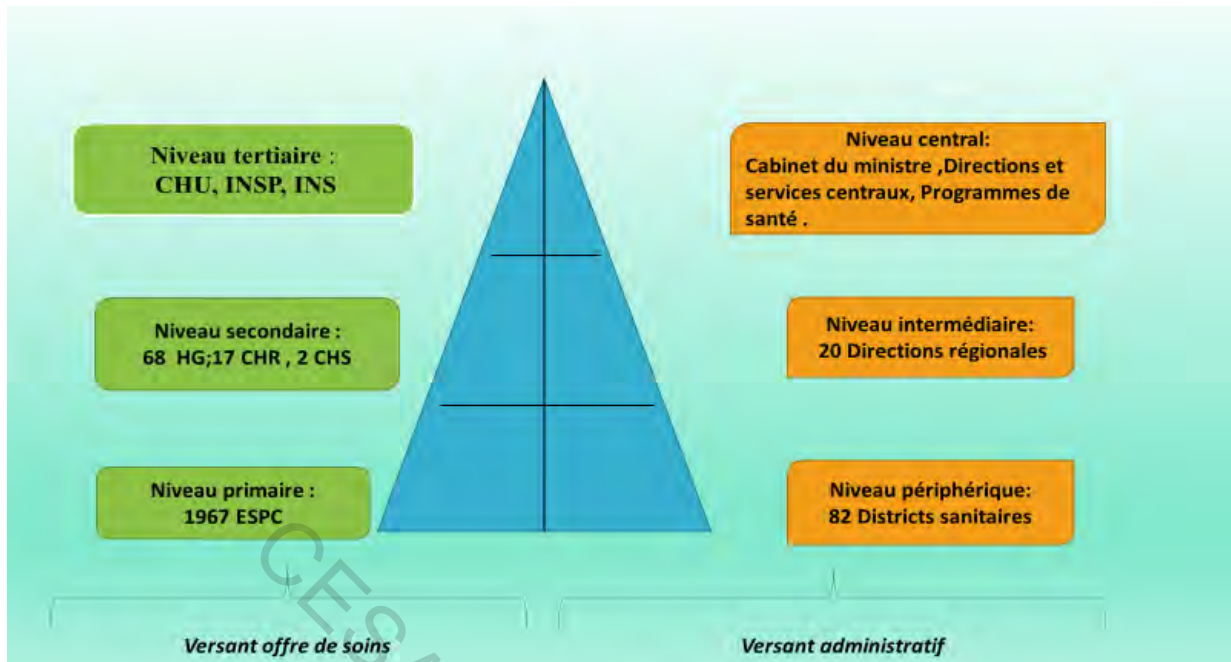 Niveau tertiaire :
CHU, INSP, INS
Niveau central:
Cabinet du ministre ,Directions et
services centraux, Programmes de
santé .
Niveau secondaire :
68 HG;17 CHR , 2 CHS
Niveau intermédiaire:
20 Directions régionales
Niveau primaire :
1967 ESPC
Niveau périphérique:
82 Districts sanitaires
Versant offre de soins
Versant administratif